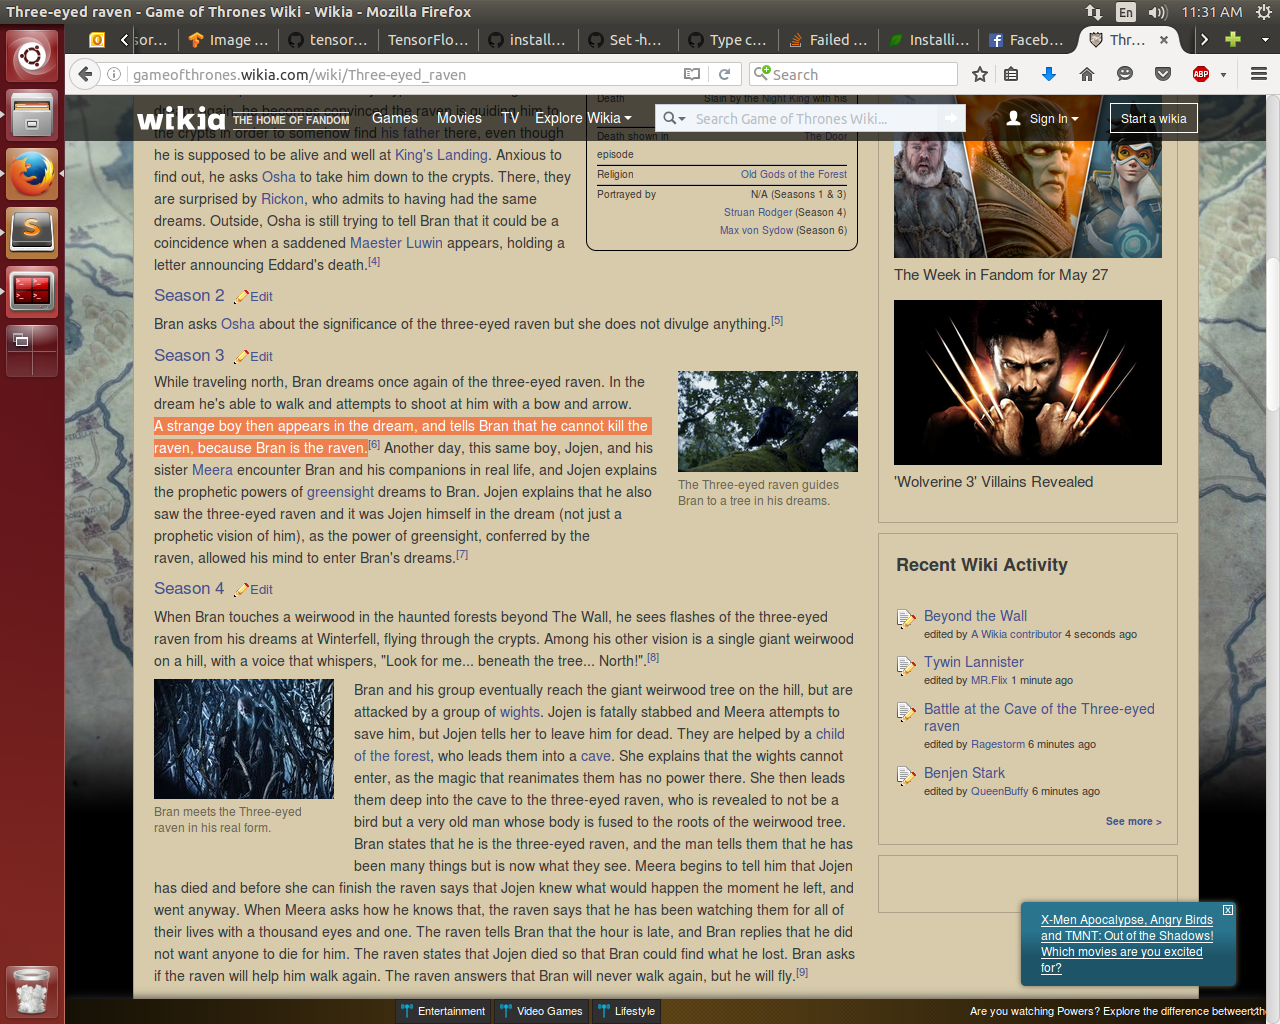 Three-eyed raven - Game of Thrones Wiki - Wikia - Mozilla Firefox
En
11:31 AM
sor...
Image ...
tensor...
TensorFlo...
install...
Set -h...
Type c...
Failed ...
Installi...
Faceb...
Thr...
gameofthrones.wikia.com/wiki/Three-eyed_raven
Search
ABP
wikia THE HOME OF FANDOM
Games
Movies
TV
Explore Wikia
Search Game of Thrones Wiki...
Sign In
Start a wikia
dream again, he becomes convinced the raven is guiding him to
the crypts in order to somehow find his father there, even though
he is supposed to be alive and well at King's Landing. Anxious to
find out, he asks Osha to take him down to the crypts. There, they
are surprised by Rickon, who admits to having had the same
dreams. Outside, Osha is still trying to tell Bran that it could be a
coincidence when a saddened Maester Luwin appears, holding a
letter announcing Eddard's death.[4]
Death
Slain by the Night King with his
Death shown in
episode
The Door
Religion
Old Gods of the Forest
Portrayed by
N/A (Seasons 1 & 3)
Struan Rodger (Season 4)
Max von Sydow (Season 6)
Season 2 Edit
Bran asks Osha about the significance of the three-eyed raven but she does not divulge anything.[5]
Season 3 Edit
While traveling north, Bran dreams once again of the three-eyed raven. In the
dream he's able to walk and attempts to shoot at him with a bow and arrow.
A strange boy then appears in the dream, and tells Bran that he cannot kill the
raven, because Bran is the raven.[6] Another day, this same boy, Jojen, and his
sister Meera encounter Bran and his companions in real life, and Jojen explains
the prophetic powers of greensight dreams to Bran. Jojen explains that he also
saw the three-eyed raven and it was Jojen himself in the dream (not just a
prophetic vision of him), as the power of greensight, conferred by the
raven, allowed his mind to enter Bran's dreams.[7]
The Three-eyed raven guides
Bran to a tree in his dreams.
Season 4 Edit
When Bran touches a weirwood in the haunted forests beyond The Wall, he sees flashes of the three-eyed
raven from his dreams at Winterfell, flying through the crypts. Among his other vision is a single giant weirwood
on a hill, with a voice that whispers, "Look for me... beneath the tree... North!".[8]
Bran meets the Three-eyed
raven in his real form.
Bran and his group eventually reach the giant weirwood tree on the hill, but are
attacked by a group of wights. Jojen is fatally stabbed and Meera attempts to
save him, but Jojen tells her to leave him for dead. They are helped by a child
of the forest, who leads them into a cave. She explains that the wights cannot
enter, as the magic that reanimates them has no power there. She then leads
them deep into the cave to the three-eyed raven, who is revealed to not be a
bird but a very old man whose body is fused to the roots of the weirwood tree.
Bran states that he is the three-eyed raven, and the man tells them that he has
been many things but is now what they see. Meera begins to tell him that Jojen
has died and before she can finish the raven says that Jojen knew what would happen the moment he left, and
went anyway. When Meera asks how he knows that, the raven says that he has been watching them for all of
their lives with a thousand eyes and one. The raven tells Bran that the hour is late, and Bran replies that he did
not want anyone to die for him. The raven states that Jojen died so that Bran could find what he lost. Bran asks
if the raven will help him walk again. The raven answers that Bran will never walk again, but he will fly.[9]
The Week in Fandom for May 27
'Wolverine 3' Villains Revealed
Recent Wiki Activity
Beyond the Wall
edited by A Wikia contributor 4 seconds ago
Tywin Lannister
edited by MR.Flix 1 minute ago
Battle at the Cave of the Three-eyed
raven
edited by Ragestorm 6 minutes ago
Benjen Stark
edited by QueenBuffy 6 minutes ago
See more >
X-Men Apocalypse, Angry Birds
and TMNT: Out of the Shadows!
Which movies are you excited
for?
Entertainment
Video Games
Lifestyle
Are you watching Powers? Explore the difference between the